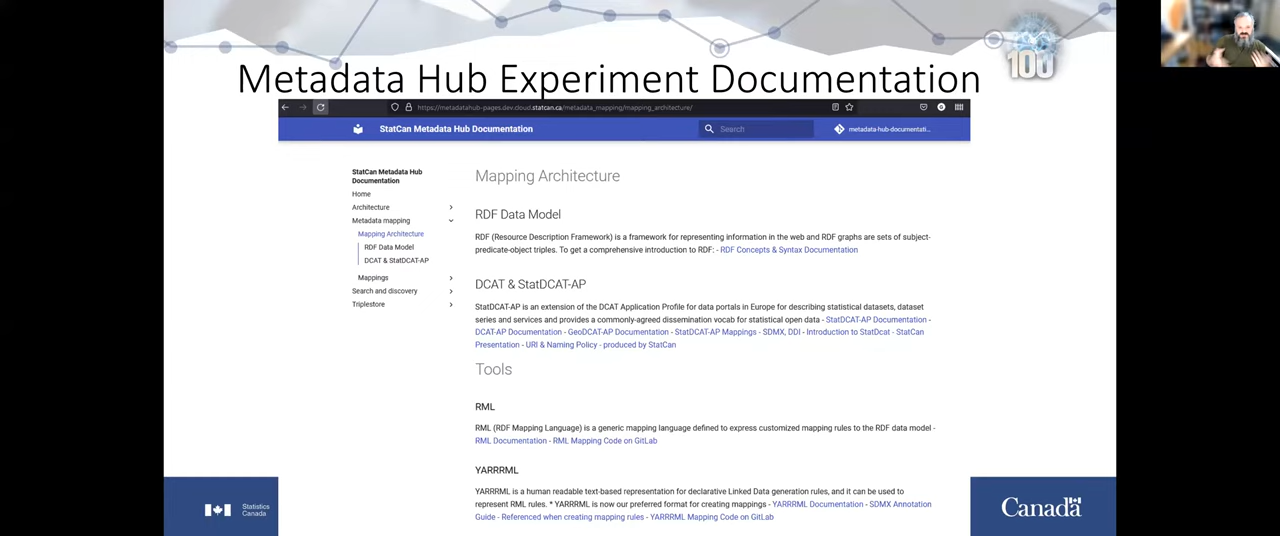 100
Metadata Hub Experiment Documentation
https://metadatahub-pages.dev.cloud.statcan.ca/metadata_mapping/mapping_architecture/
StatCan Metadata Hub Documentation
Search
metadata-hub-documentati...
StatCan Metadata Hub
Documentation
Home
Architecture
Metadata mapping
Mapping Architecture
RDF Data Model
DCAT & StatDCAT-AP
Mappings
Search and discovery
Triplestore
Mapping Architecture
RDF Data Model
RDF (Resource Description Framework) is a framework for representing information in the web and RDF graphs are sets of subject-
predicate-object triples. To get a comprehensive introduction to RDF: - RDF Concepts & Syntax Documentation
DCAT & StatDCAT-AP
StatDCAT-AP is an extension of the DCAT Application Profile for data portals in Europe for describing statistical datasets, dataset
series and services and provides a commonly-agreed dissemination vocab for statistical open data - StatDCAT-AP Documentation -
DCAT-AP Documentation - GeoDCAT-AP Documentation - StatDCAT-AP Mappings - SDMX, DDI - Introduction to StatDcat - StatCan
Presentation - URI & Naming Policy - produced by StatCan
Tools
RML
RML (RDF Mapping Language) is a generic mapping language defined to express customized mapping rules to the RDF data model -
RML Documentation - RML Mapping Code on GitLab
YARRRML
YARRRML is a human readable text-based representation for declarative Linked Data generation rules, and it can be used to
represent RML rules. * YARRRML is now our preferred format for creating mappings - YARRRML Documentation - SDMX Annotation
Guide - Referenced when creating mapping rules - YARRRML Mapping Code on GitLab
Statistics
Canada
Canada